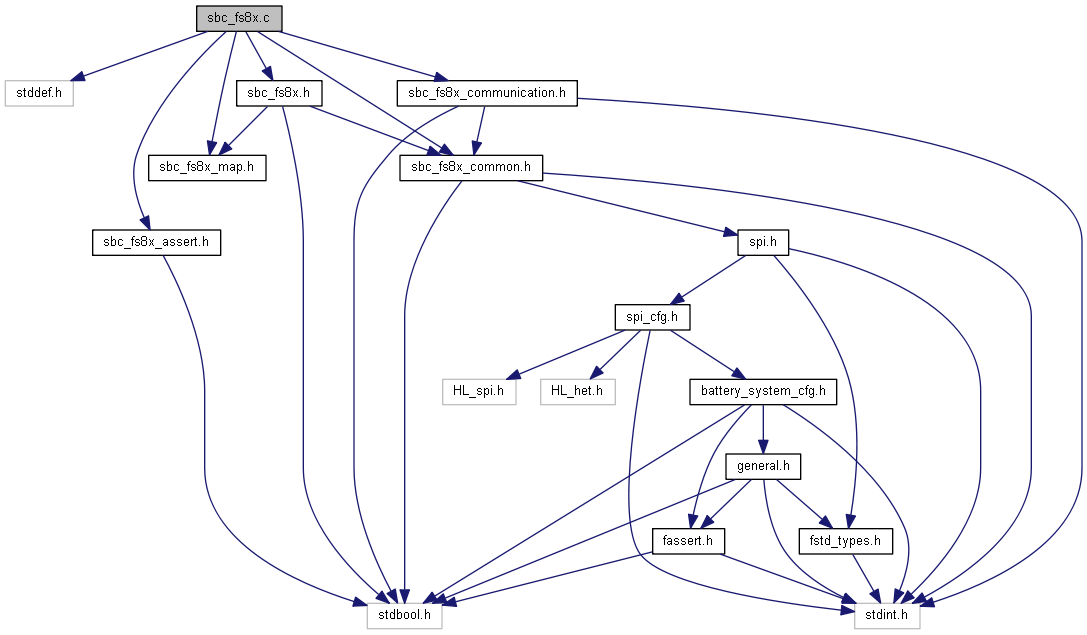 sbc_fs8x.c
stddef.h
sbc_fs8x.h
sbc_fs8x_communication.h
sbc_fs8x_map.h
sbc_fs8x_common.h
sbc_fs8x_assert.h
spi.h
spi_cfg.h
HL_spi.h
HL_het.h
battery_system_cfg.h
general.h
fassert.h
fstd_types.h
stdbool.h
stdint.h